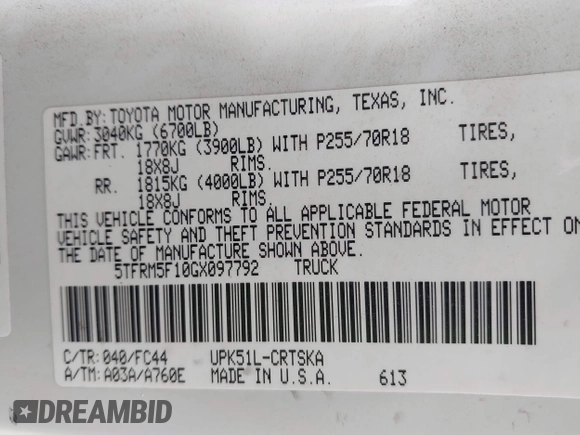 MFD.BY:TOYOTA MOTOR MANUFACTURING, TEXAS, INC.
GVWR:3040KG (6700LB)
GAWR:FRT. 1770KG (3900LB) WITH P255/70R18 TIRES,
18X8J RIMS.
RR. 1815KG (4000LB) WITH P255/70R18 TIRES,
18X8J RIMS.
THIS VEHICLE CONFORMS TO ALL APPLICABLE FEDERAL MOTOR
VEHICLE SAFETY AND THEFT PREVENTION STANDARDS IN EFFECT ON
THE DATE OF MANUFACTURE SHOWN ABOVE.
5TFRM5F10GX097792 TRUCK
C/TR:040/FC44 UPK51L-CRTSKA
A/TM:A03A/A760E MADE IN U.S.A. 613
DREAMBID